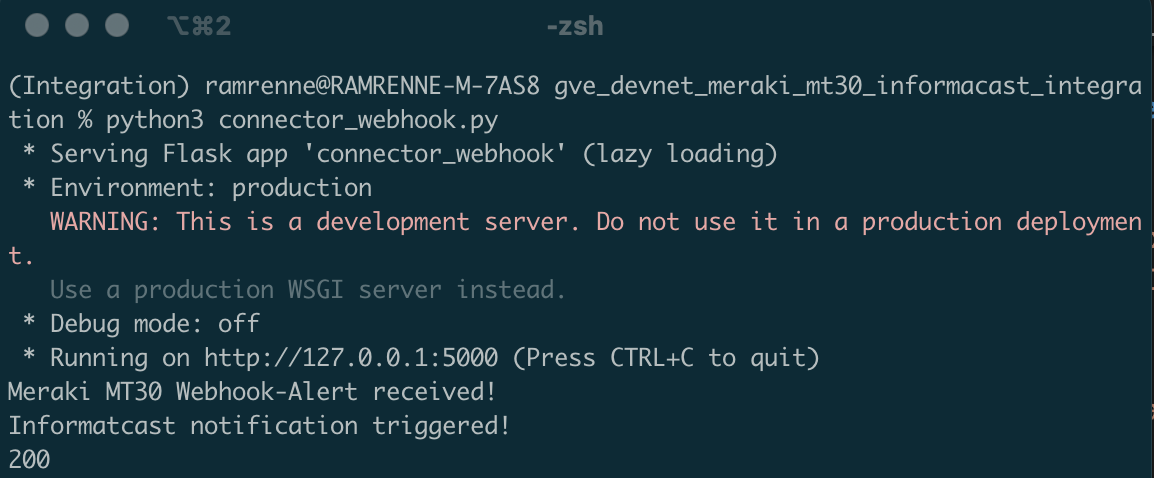 ⌥⌘2
-zsh
(Integration) ramrenne@RAMRENNE-M-7AS8 gve_devnet_meraki_mt30_informacast_integra
tion % python3 connector_webhook.py
 * Serving Flask app 'connector_webhook' (lazy loading)
 * Environment: production
   WARNING: This is a development server. Do not use it in a production deploymen
t.
   Use a production WSGI server instead.
 * Debug mode: off
 * Running on http://127.0.0.1:5000 (Press CTRL+C to quit)
Meraki MT30 Webhook-Alert received!
Informatcast notification triggered!
200